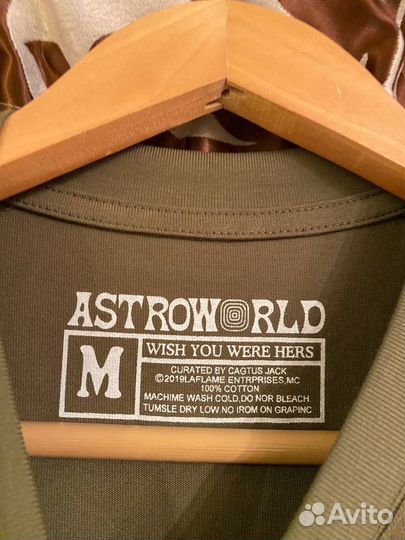 ASTROWORLD
M
WISH YOU WERE HERS
CURATED BY CAGTUS JACK
©2019LAFLAME ENTRPRISES,MC
100% COTTON
MACHINE WASH COLD,DO NOR BLEACH
TUMSLE DRY LOW NO IROM ON GRAPINC
Avito